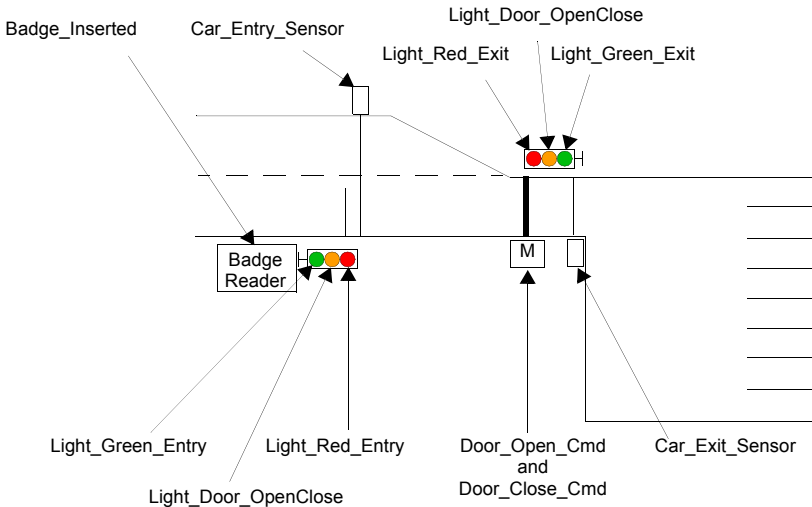 Light_Door_OpenClose
Badge_Inserted
Car_Entry_Sensor
Light_Red_Exit
Light_Green_Exit
Badge
Reader
M
Light_Green_Entry
Light_Red_Entry
Door_Open_Cmd
and
Door_Close_Cmd
Car_Exit_Sensor
Light_Door_OpenClose